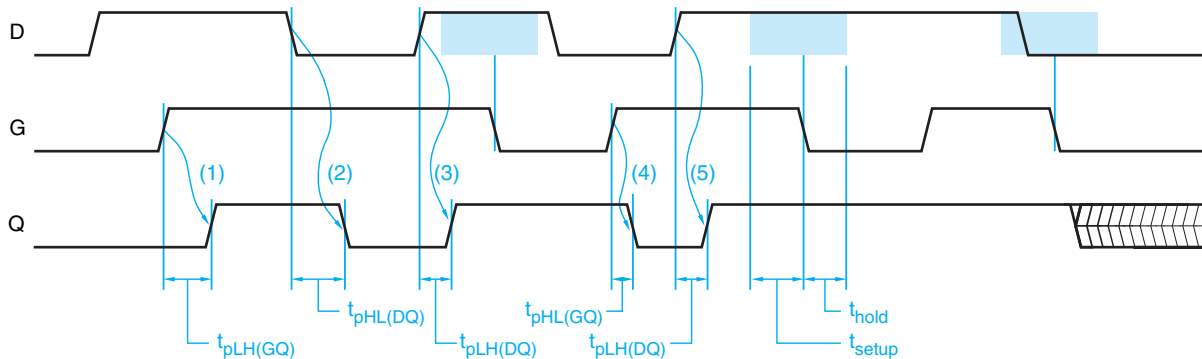 D
G
(1) (2) (3) (4) (5)
Q
tpHL(DQ) tpHL(GQ) thold
tpLH(GQ) tpLH(DQ) tpLH(DQ) tsetup